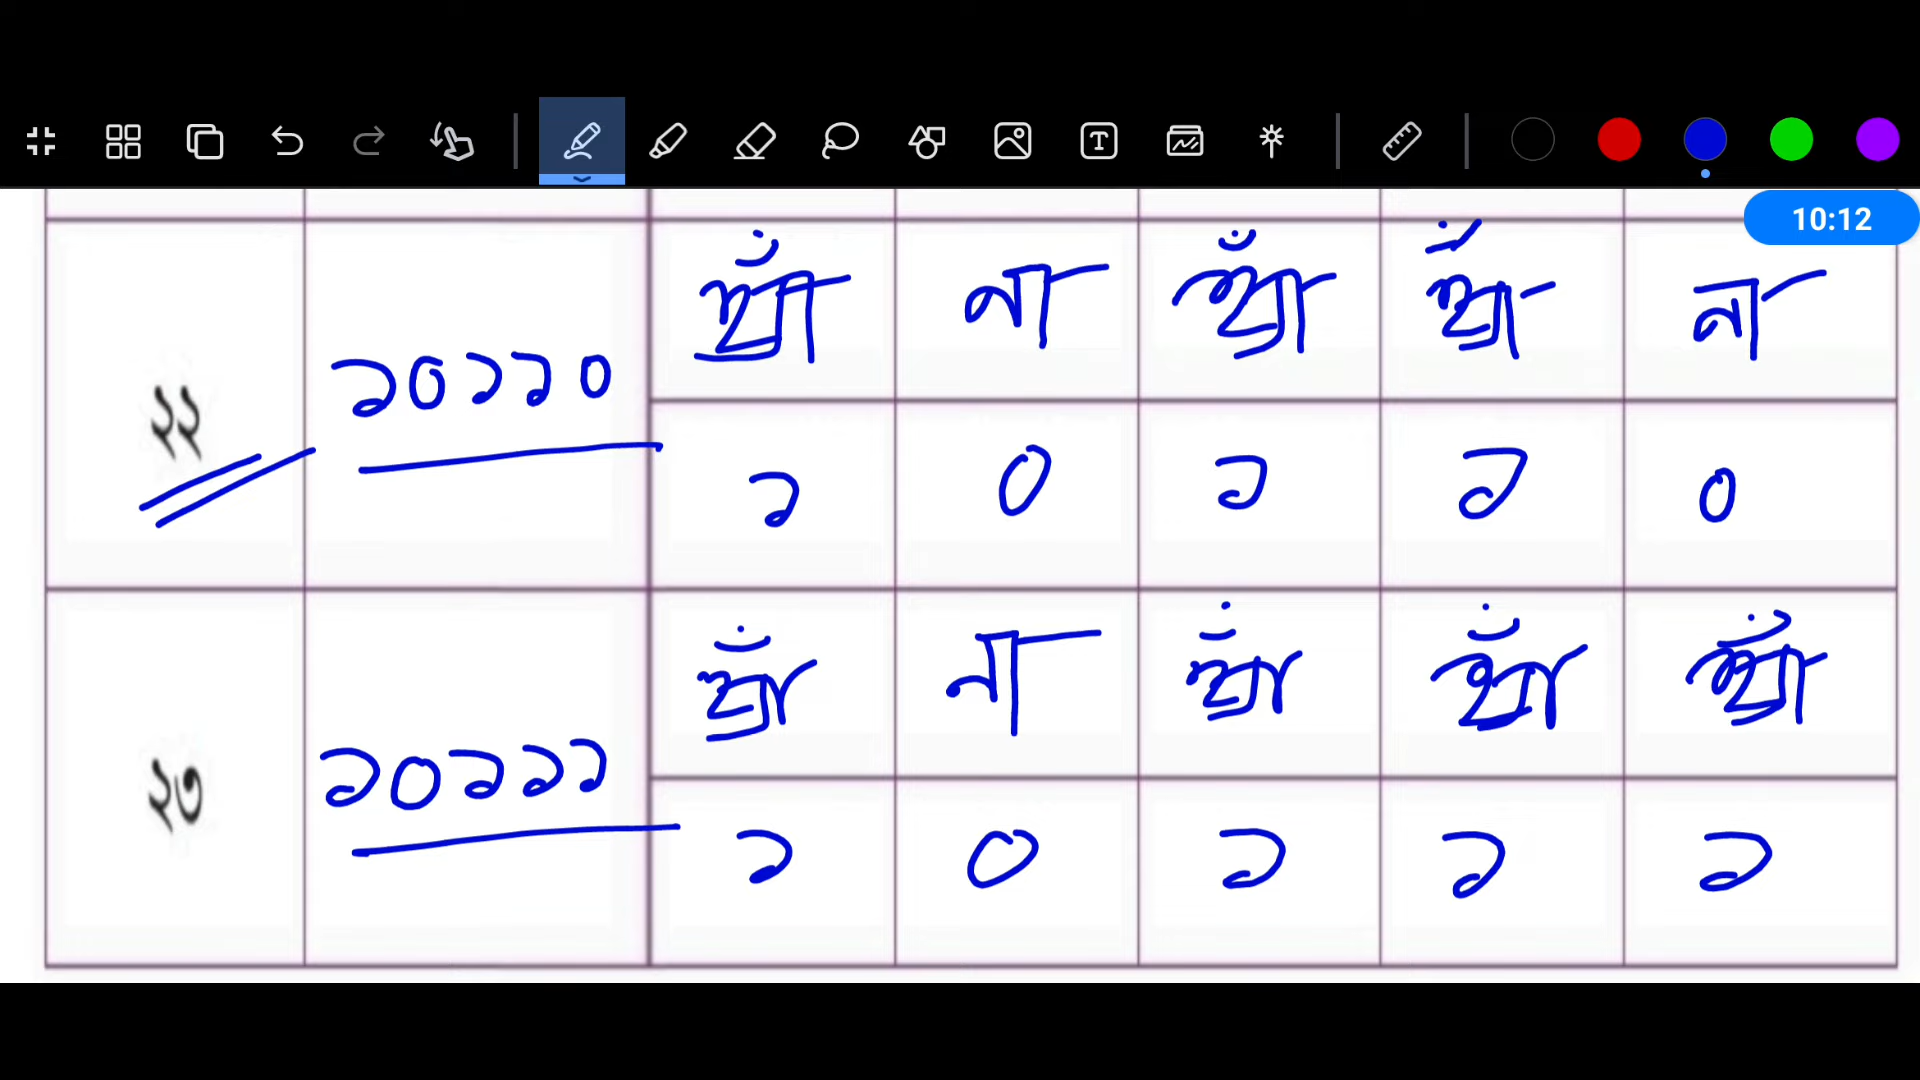 10:12
হ্যাঁ না হ্যাঁ হ্যাঁ না
২২ ১০১১০
১ ০ ১ ১ ০
হ্যাঁ না হ্যাঁ হ্যাঁ হ্যাঁ
২৩ ১০১১১
১ ০ ১ ১ ১